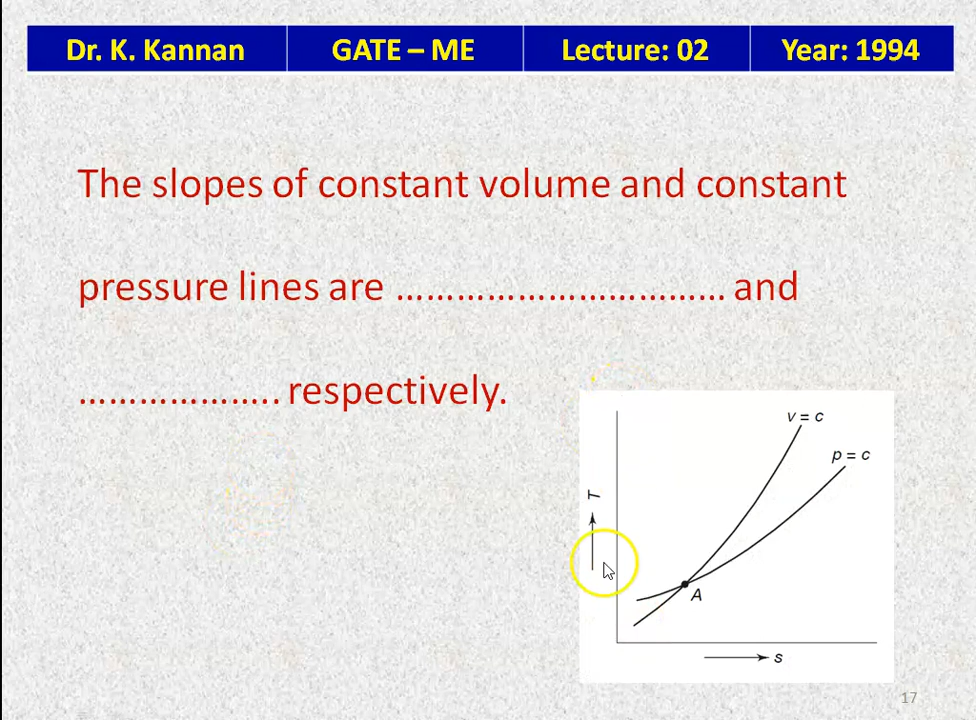 Dr. K. Kannan GATE – ME Lecture: 02 Year: 1994
The slopes of constant volume and constant
pressure lines are ................................. and
.................... respectively.
v = c
p = c
T
A
s
17